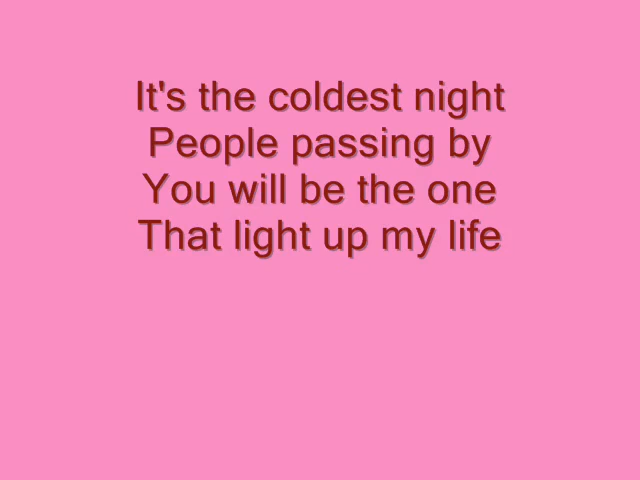 It's the coldest night
People passing by
You will be the one
That light up my life